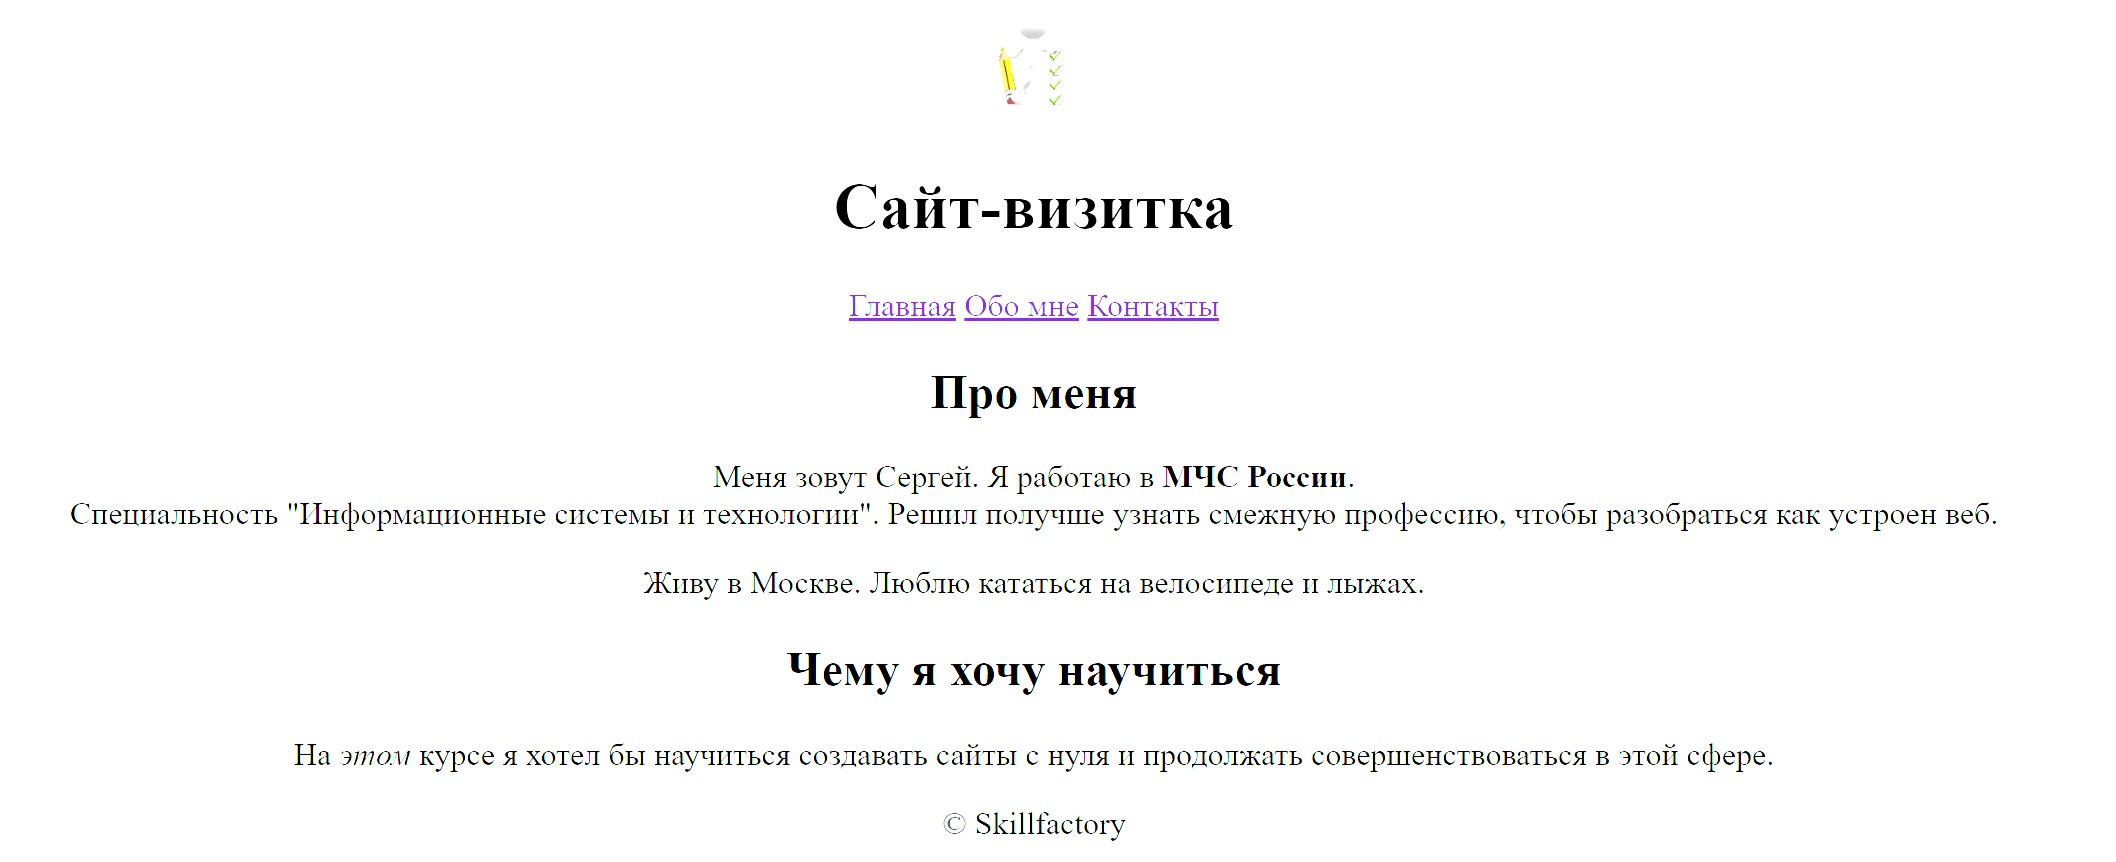 Сайт-визитка
Главная Обо мне Контакты
Про меня
Меня зовут Сергей. Я работаю в МЧС России.
Специальность "Информационные системы и технологии". Решил получше узнать смежную профессию, чтобы разобраться как устроен веб.
Живу в Москве. Люблю кататься на велосипеде и лыжах.
Чему я хочу научиться
На этом курсе я хотел бы научиться создавать сайты с нуля и продолжать совершенствоваться в этой сфере.
© Skillfactory